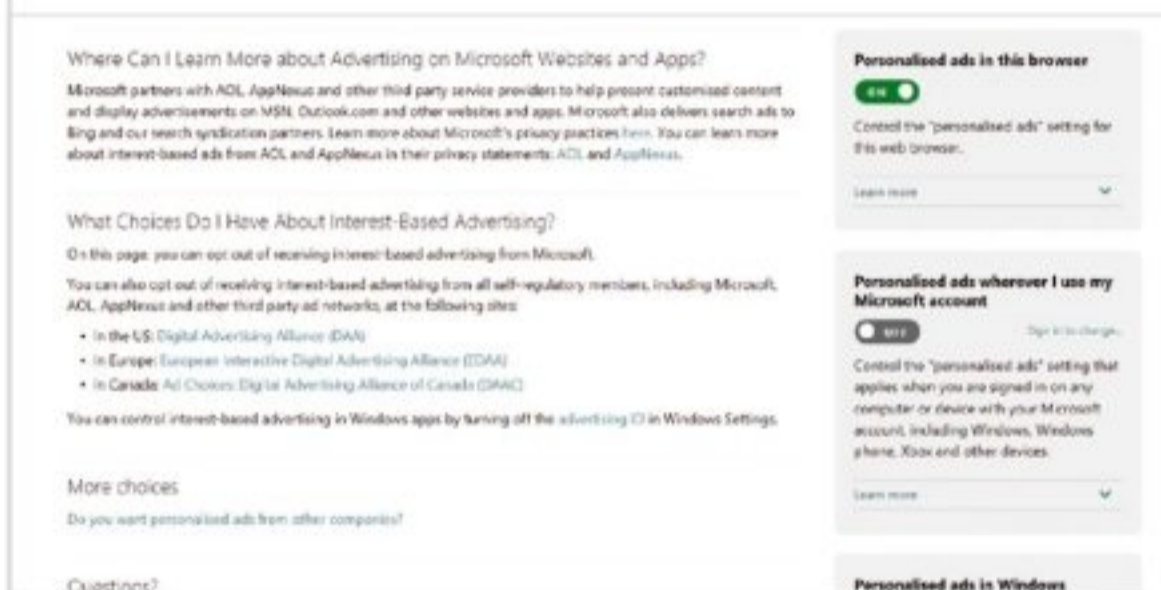 Where Can I Learn More about Advertising on Microsoft Websites and Apps?
Microsoft partners with AOL, AppNexus and other third party service providers to help present customised content
and display advertisements on MSN, Outlook.com and other websites and apps. Microsoft also delivers search ads to
Bing and our search syndication partners. Learn more about Microsoft's privacy practices here. You can learn more
about interest-based ads from AOL and AppNexus in their privacy statements: AOL and AppNexus.
What Choices Do I Have About Interest-Based Advertising?
On this page, you can opt out of receiving interest-based advertising from Microsoft.
You can also opt out of receiving interest-based advertising from all self-regulatory members, including Microsoft,
AOL, AppNexus and other third party ad networks, at the following sites:
• In the US: Digital Advertising Alliance (DAA)
• In Europe: European Interactive Digital Advertising Alliance (EDAA)
• In Canada: Ad Choices: Digital Advertising Alliance of Canada (DAAC)
You can control interest-based advertising in Windows apps by turning off the advertising ID in Windows Settings.
More choices
Do you want personalised ads from other companies?
Questions?
Personalised ads in this browser
ON
Control the "personalised ads" setting for
this web browser.
Learn more
Personalised ads wherever I use my
Microsoft account
OFF
Sign in to change.
Control the "personalised ads" setting that
applies when you are signed in on any
computer or device with your Microsoft
account, including Windows, Windows
phone, Xbox and other devices.
Learn more
Personalised ads in Windows